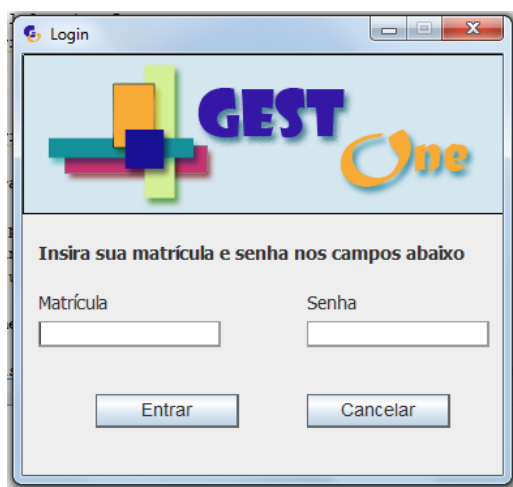 Login
GEST
One
Insira sua matrícula e senha nos campos abaixo
Matrícula
Senha
Entrar
Cancelar